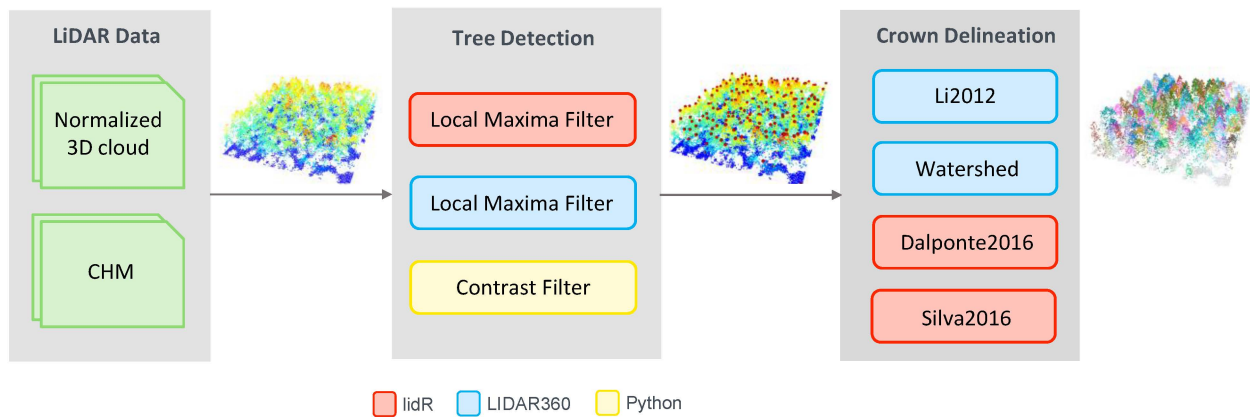 LiDAR Data
Normalized
3D cloud
CHM
Tree Detection
Local Maxima Filter
Local Maxima Filter
Contrast Filter
Crown Delineation
Li2012
Watershed
Dalponte2016
Silva2016
lidR
LIDAR360
Python